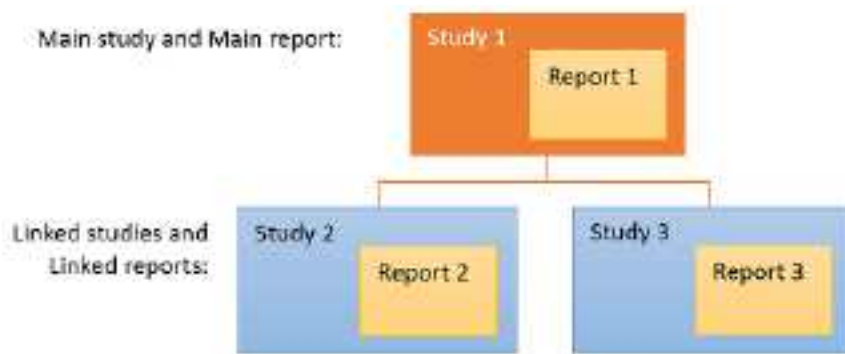 Main study and Main report:
Study 1
Report 1
Linked studies and
Linked reports:
Study 2
Report 2
Study 3
Report 3